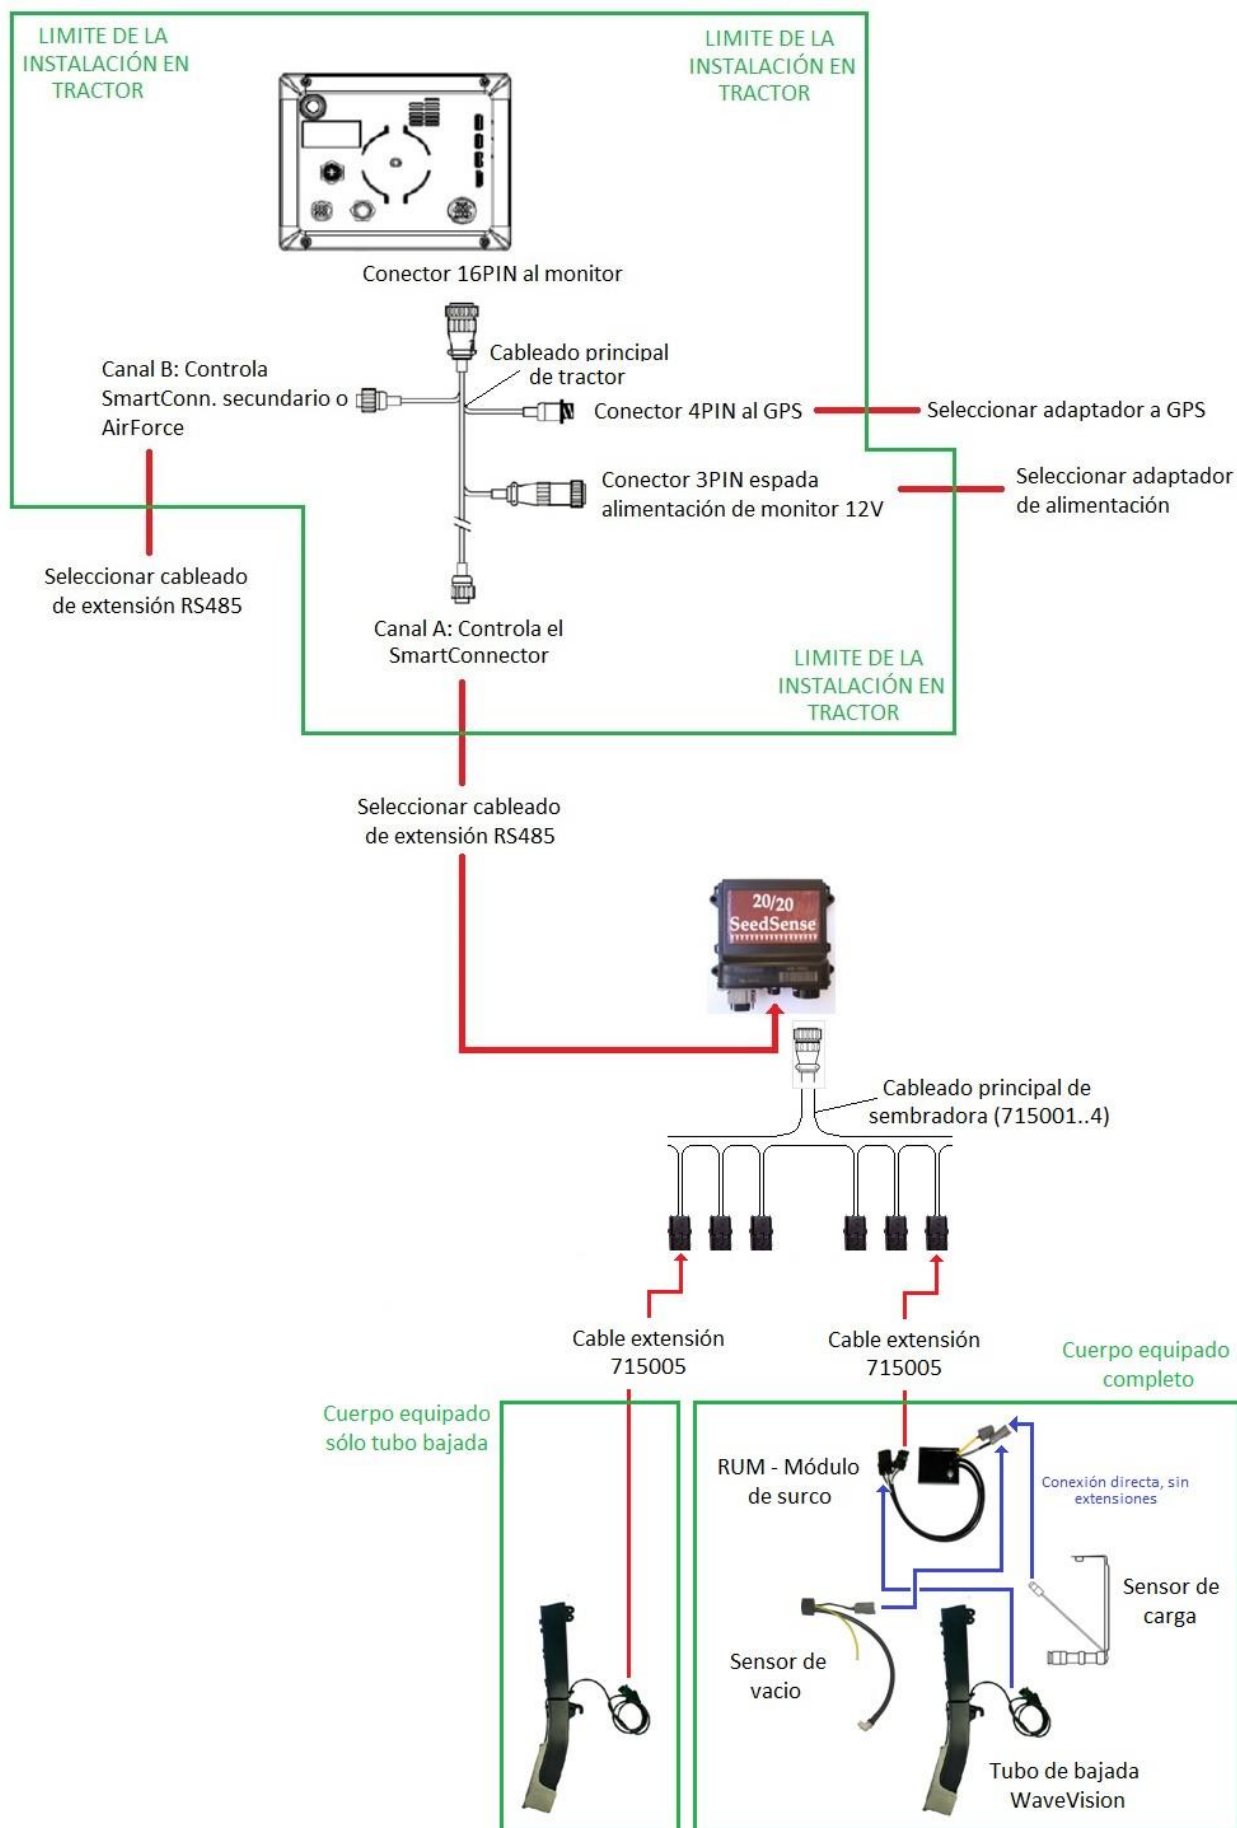 LIMITE DE LA
INSTALACIÓN EN
TRACTOR
LIMITE DE LA
INSTALACIÓN EN
TRACTOR
Conector 16PIN al monitor
Canal B: Controla
SmartConn. secundario o
AirForce
Cableado principal
de tractor
Conector 4PIN al GPS
Seleccionar adaptador a GPS
Conector 3PIN espada
alimentación de monitor 12V
Seleccionar adaptador
de alimentación
Seleccionar cableado
de extensión RS485
Canal A: Controla el
SmartConnector
LIMITE DE LA
INSTALACIÓN EN
TRACTOR
Seleccionar cableado
de extensión RS485
20/20
SeedSense
Cableado principal de
sembradora (715001..4)
Cable extensión
715005
Cable extensión
715005
Cuerpo equipado
completo
Cuerpo equipado
sólo tubo bajada
RUM - Módulo
de surco
Conexión directa, sin
extensiones
Sensor de
carga
Sensor de
vacio
Tubo de bajada
WaveVision